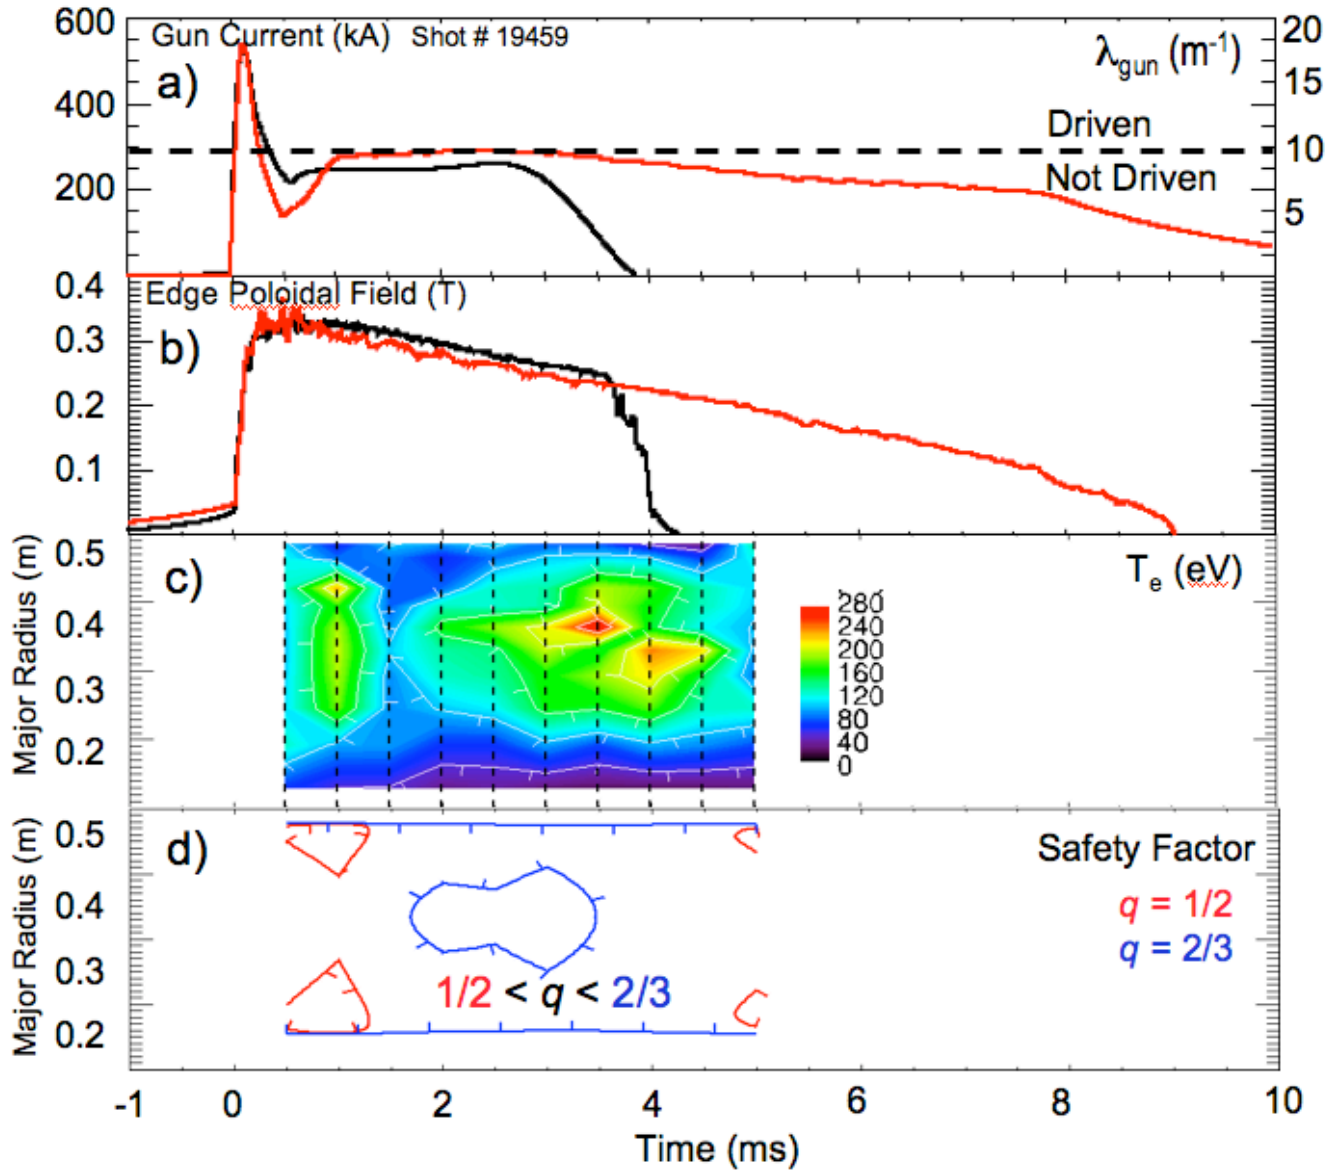 600
400
200
Gun Current (kA) Shot # 19459
a)
λgun (m-1)
20
15
10
5
Driven
Not Driven
0.4
0.3
0.2
0.1
Edge Poloidal Field (T)
b)
Major Radius (m)
0.5
0.4
0.3
0.2
c)
Te (eV)
280
240
200
160
120
80
40
0
Major Radius (m)
0.5
0.4
0.3
0.2
d)
Safety Factor
q = 1/2
q = 2/3
1/2 < q < 2/3
-1 0 2 4 6 8 10
Time (ms)